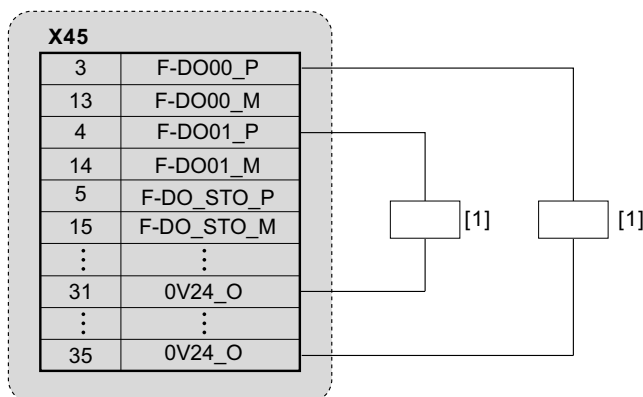 X45
3 F-DO00_P
13 F-DO00_M
4 F-DO01_P
14 F-DO01_M
5 F-DO_STO_P
15 F-DO_STO_M
⋮ ⋮
31 0V24_O
⋮ ⋮
35 0V24_O
[1] [1]